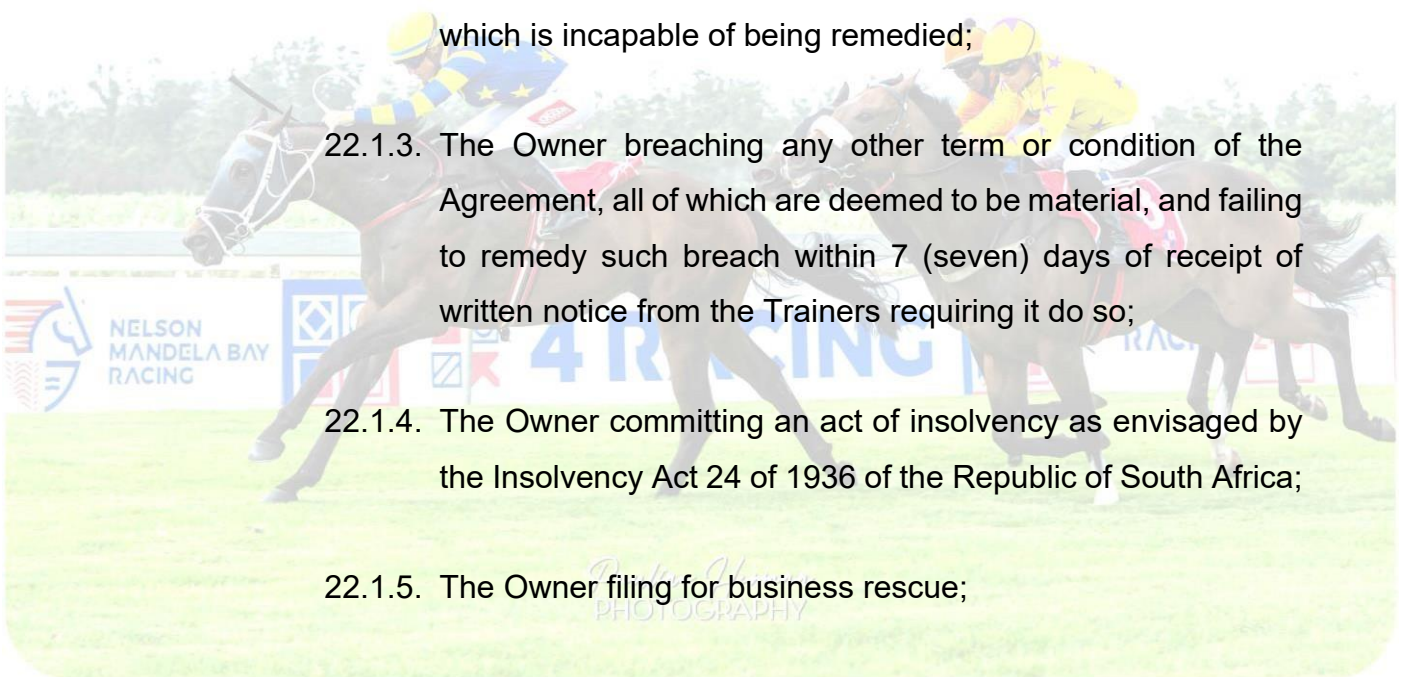 which is incapable of being remedied;
22.1.3. The Owner breaching any other term or condition of the
Agreement, all of which are deemed to be material, and failing
to remedy such breach within 7 (seven) days of receipt of
written notice from the Trainers requiring it do so;
NELSON
MANDELA BAY
RACING
4 RACING
22.1.4. The Owner committing an act of insolvency as envisaged by
the Insolvency Act 24 of 1936 of the Republic of South Africa;
22.1.5. The Owner filing for business rescue;
PHOTOGRAPHY